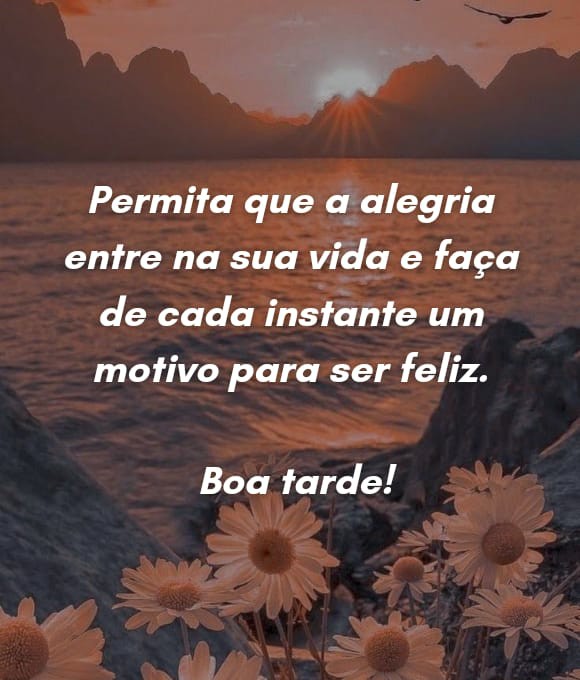 Permita que a alegria
entre na sua vida e faça
de cada instante um
motivo para ser feliz.
Boa tarde!